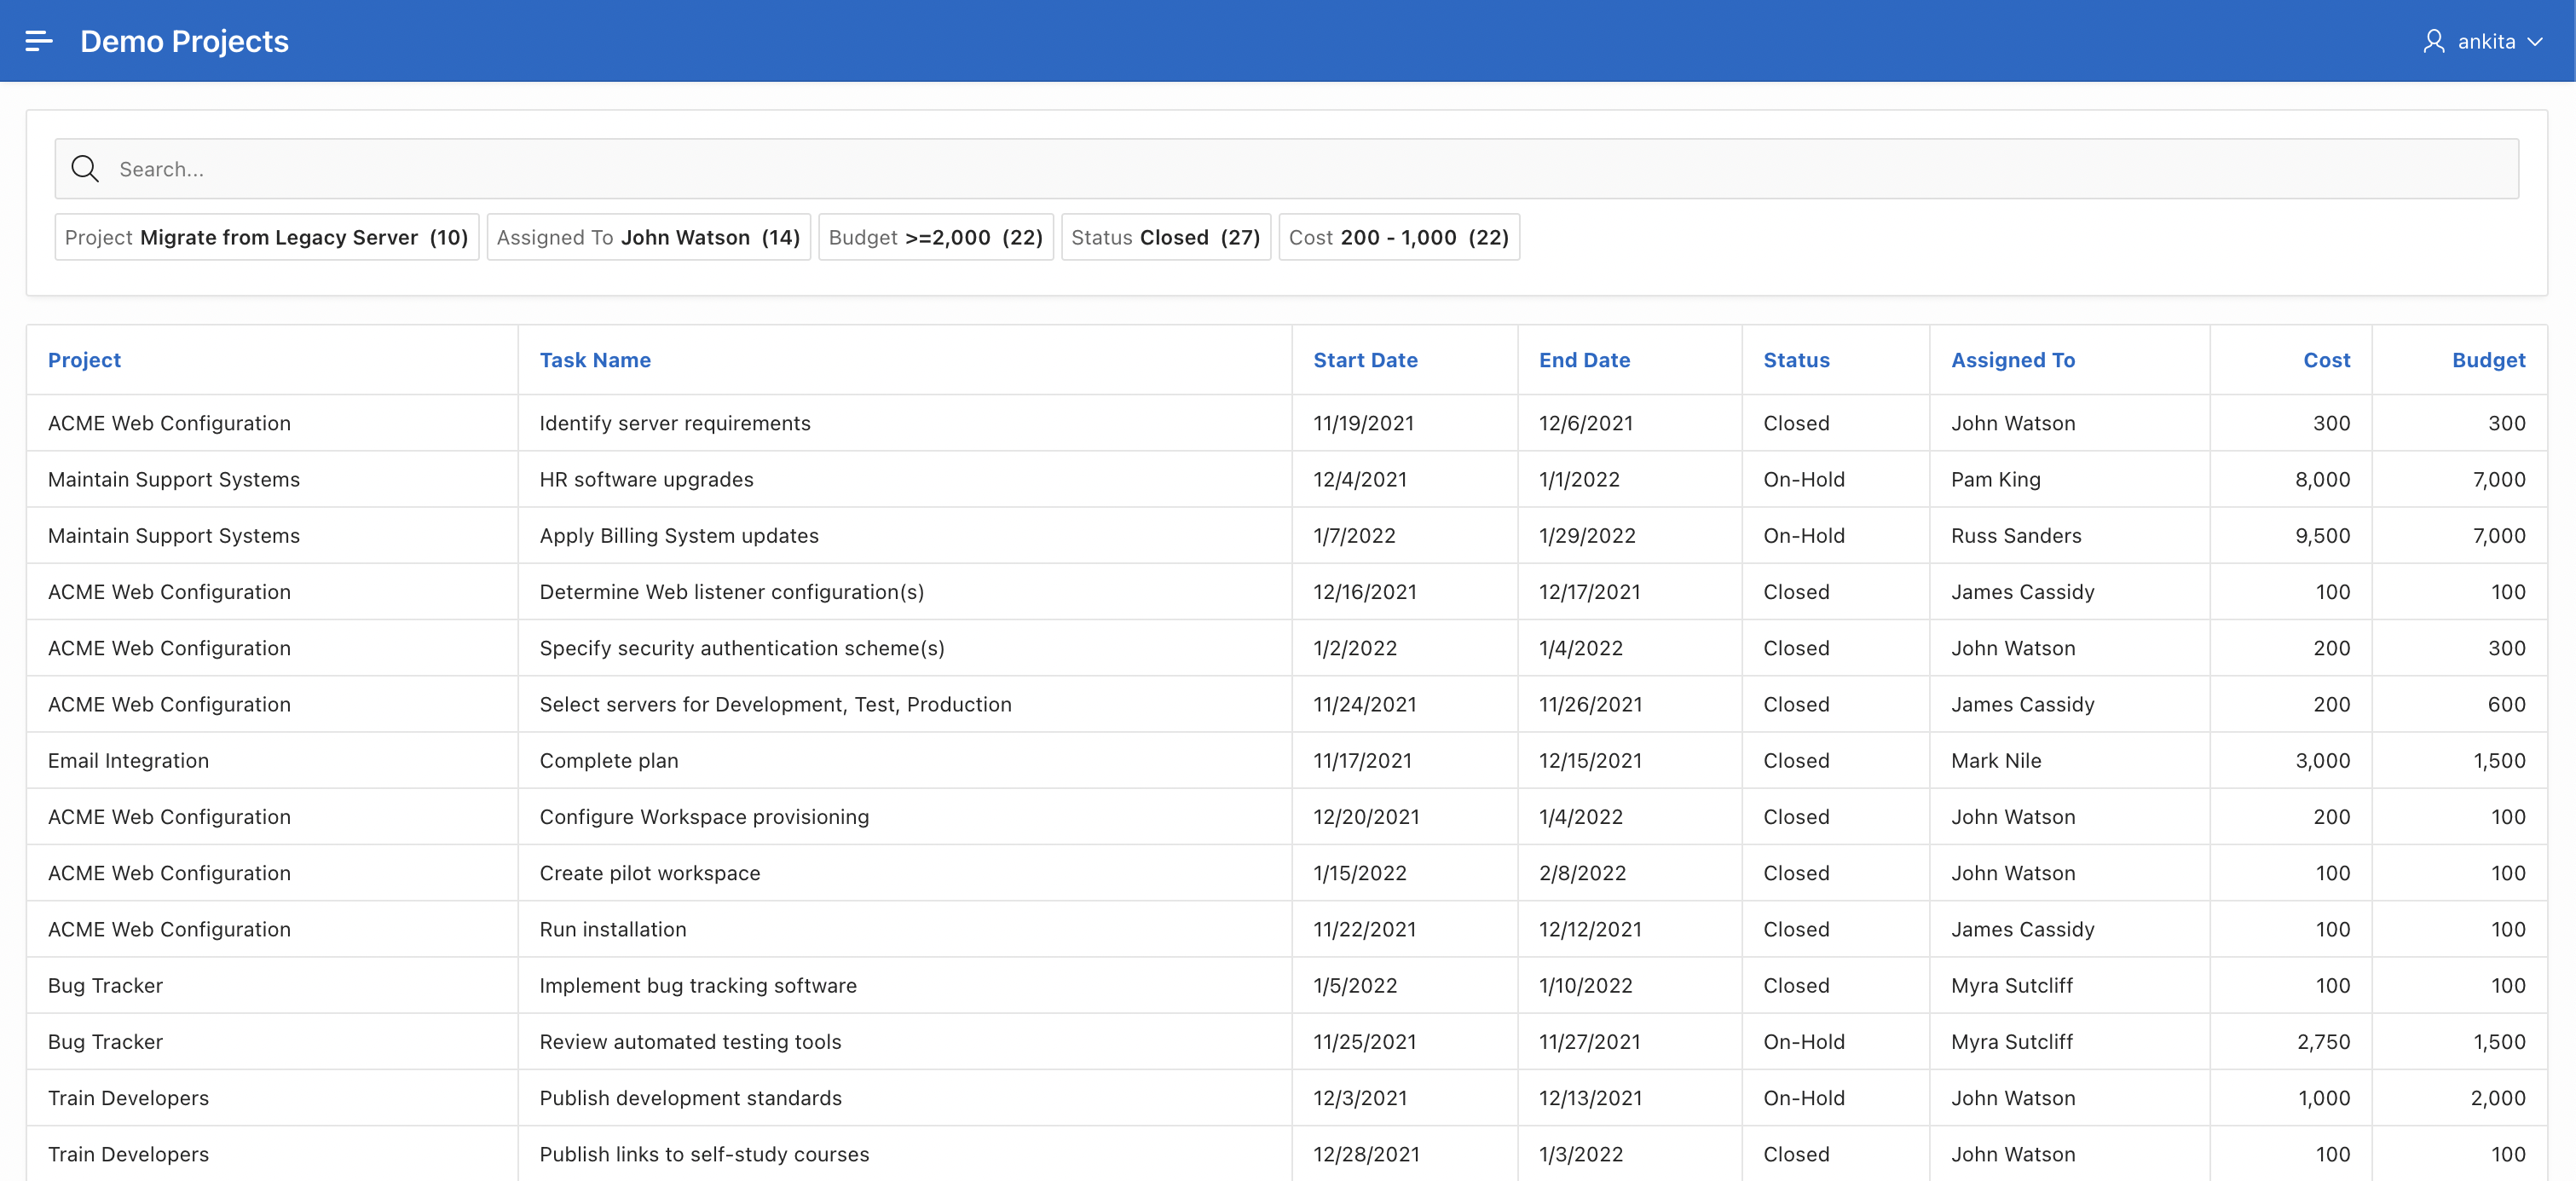 Demo Projects ankita
Search...
Project Migrate from Legacy Server (10) Assigned To John Watson (14) Budget >=2,000 (22) Status Closed (27) Cost 200 - 1,000 (22)
Project Task Name Start Date End Date Status Assigned To Cost Budget
ACME Web Configuration Identify server requirements 11/19/2021 12/6/2021 Closed John Watson 300 300
Maintain Support Systems HR software upgrades 12/4/2021 1/1/2022 On-Hold Pam King 8,000 7,000
Maintain Support Systems Apply Billing System updates 1/7/2022 1/29/2022 On-Hold Russ Sanders 9,500 7,000
ACME Web Configuration Determine Web listener configuration(s) 12/16/2021 12/17/2021 Closed James Cassidy 100 100
ACME Web Configuration Specify security authentication scheme(s) 1/2/2022 1/4/2022 Closed John Watson 200 300
ACME Web Configuration Select servers for Development, Test, Production 11/24/2021 11/26/2021 Closed James Cassidy 200 600
Email Integration Complete plan 11/17/2021 12/15/2021 Closed Mark Nile 3,000 1,500
ACME Web Configuration Configure Workspace provisioning 12/20/2021 1/4/2022 Closed John Watson 200 100
ACME Web Configuration Create pilot workspace 1/15/2022 2/8/2022 Closed John Watson 100 100
ACME Web Configuration Run installation 11/22/2021 12/12/2021 Closed James Cassidy 100 100
Bug Tracker Implement bug tracking software 1/5/2022 1/10/2022 Closed Myra Sutcliff 100 100
Bug Tracker Review automated testing tools 11/25/2021 11/27/2021 On-Hold Myra Sutcliff 2,750 1,500
Train Developers Publish development standards 12/3/2021 12/13/2021 On-Hold John Watson 1,000 2,000
Train Developers Publish links to self-study courses 12/28/2021 1/3/2022 Closed John Watson 100 100